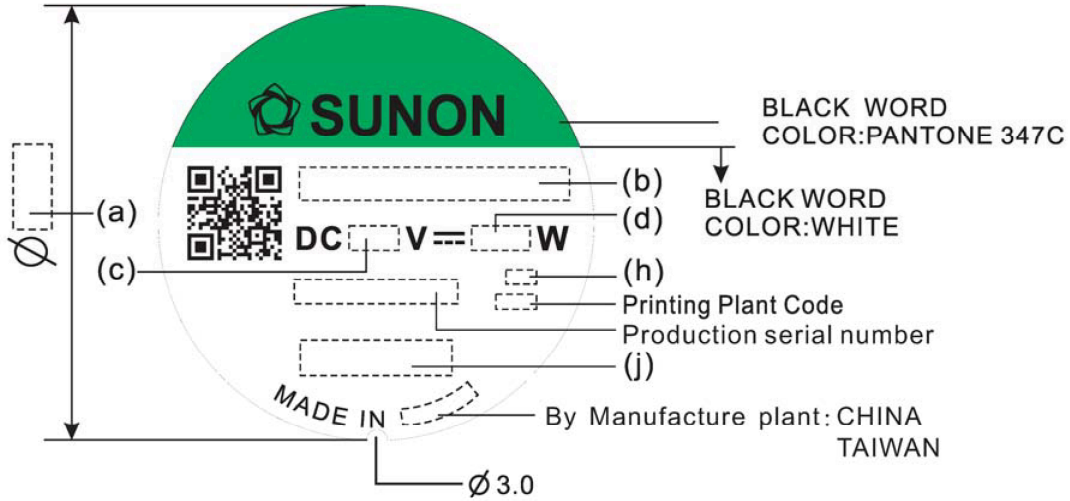 SUNON
BLACK WORD
COLOR:PANTONE 347C
(b)
BLACK WORD
COLOR:WHITE
(a)
(d)
DC V W
(c)
(h)
Printing Plant Code
Production serial number
(j)
MADE IN
By Manufacture plant: CHINA
TAIWAN
Ø
Ø 3.0